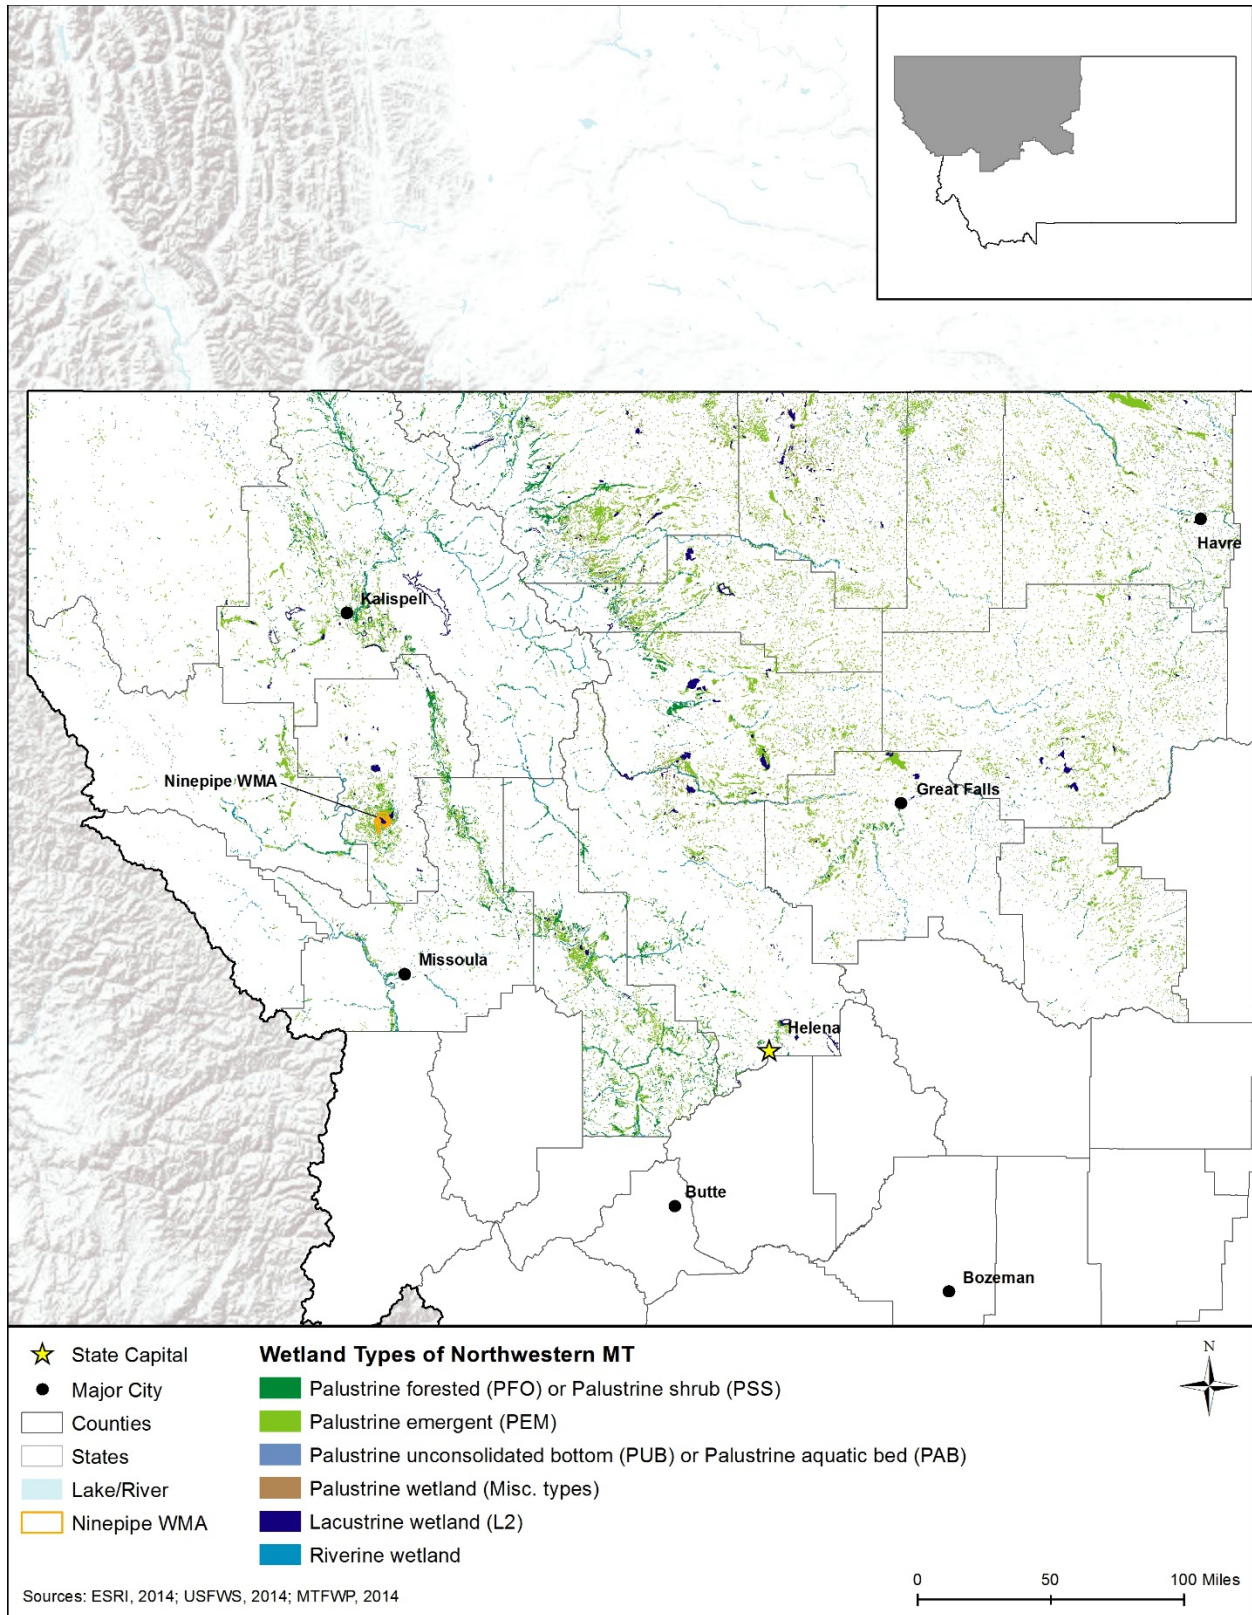 Havre
Kalispell
Ninepipe WMA
Great Falls
Missoula
Helena
Butte
Bozeman
State Capital
Major City
Counties
States
Lake/River
Ninepipe WMA
Wetland Types of Northwestern MT
Palustrine forested (PFO) or Palustrine shrub (PSS)
Palustrine emergent (PEM)
Palustrine unconsolidated bottom (PUB) or Palustrine aquatic bed (PAB)
Palustrine wetland (Misc. types)
Lacustrine wetland (L2)
Riverine wetland
N
Sources: ESRI, 2014; USFWS, 2014; MTFWP, 2014
0 50 100 Miles